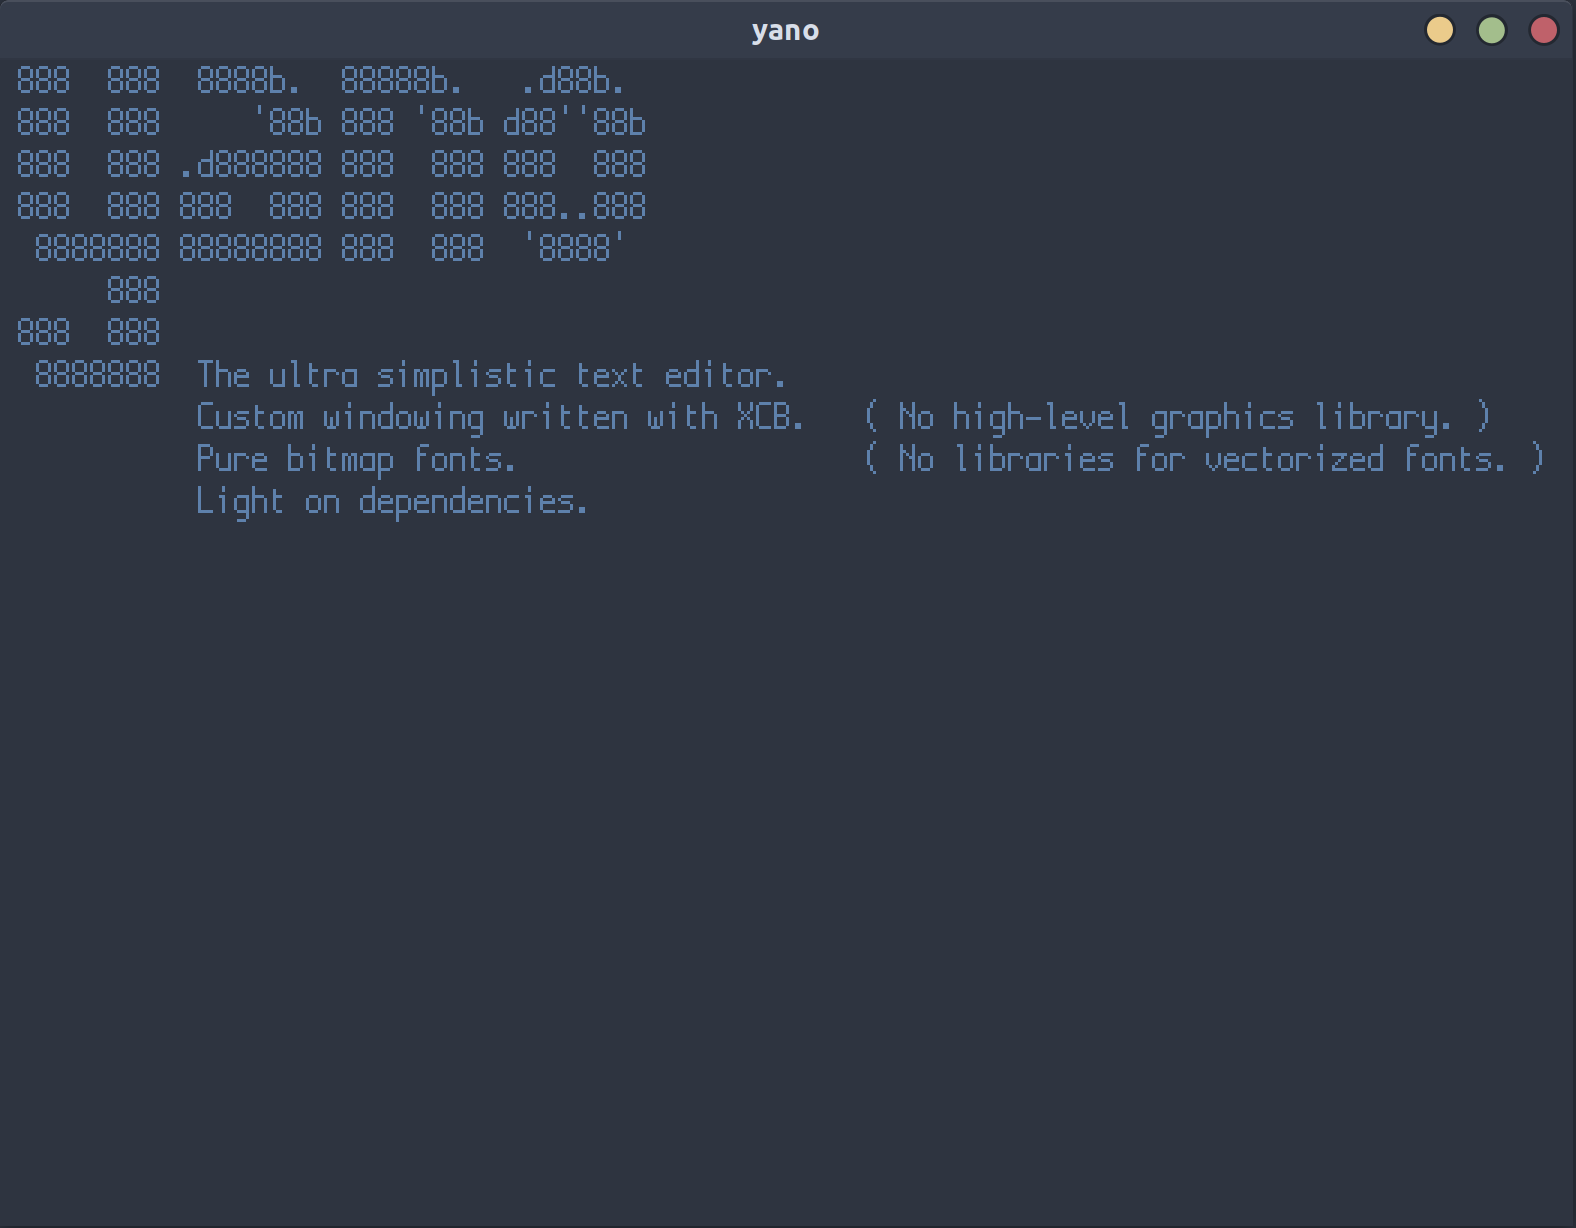 yano
888  888  8888b.  88888b.   .d88b.
888  888     '88b 888 '88b d88''88b
888  888 .d888888 888  888 888  888
888  888 888  888 888  888 888..888
 8888888 88888888 888  888  '8888'
     888
888  888
 8888888  The ultra simplistic text editor.
          Custom windowing written with XCB.   ( No high-level graphics library. )
          Pure bitmap fonts.                   ( No libraries for vectorized fonts. )
          Light on dependencies.